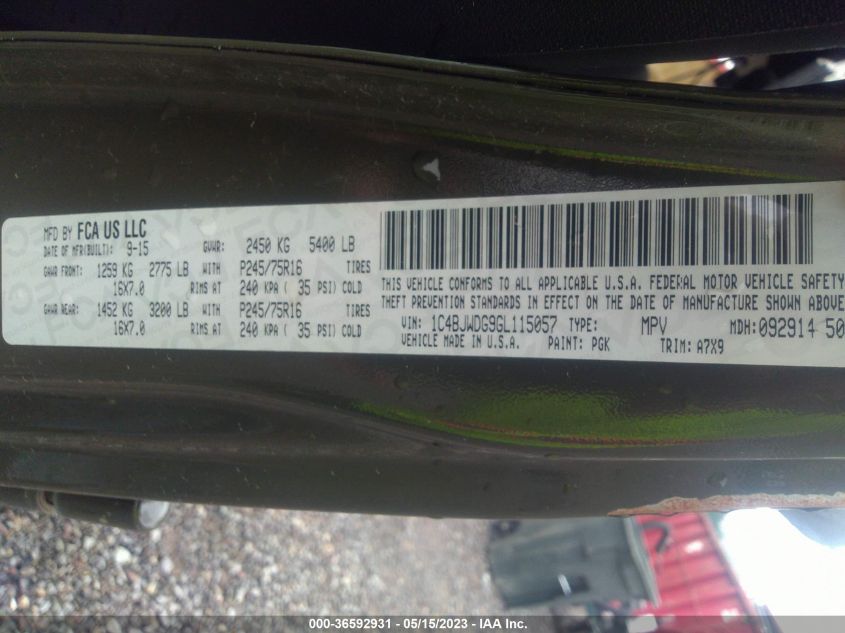 MFD BY FCA US LLC
DATE OF MFR(BUILT): 9-15 GVWR: 2450 KG 5400 LB
GAWR FRONT: 1259 KG 2775 LB WITH P245/75R16 TIRES
16X7.0 RIMS AT 240 KPA ( 35 PSI) COLD
GAWR REAR: 1452 KG 3200 LB WITH P245/75R16 TIRES
16X7.0 RIMS AT 240 KPA ( 35 PSI) COLD
THIS VEHICLE CONFORMS TO ALL APPLICABLE U.S.A. FEDERAL MOTOR VEHICLE SAFETY
THEFT PREVENTION STANDARDS IN EFFECT ON THE DATE OF MANUFACTURE SHOWN ABOVE
VIN: 1C4BJWDG9GL115057 TYPE: MPV MDH: 092914 50
VEHICLE MADE IN U.S.A. PAINT: PGK TRIM: A7X9
000-36592931 - 05/15/2023 - IAA Inc.